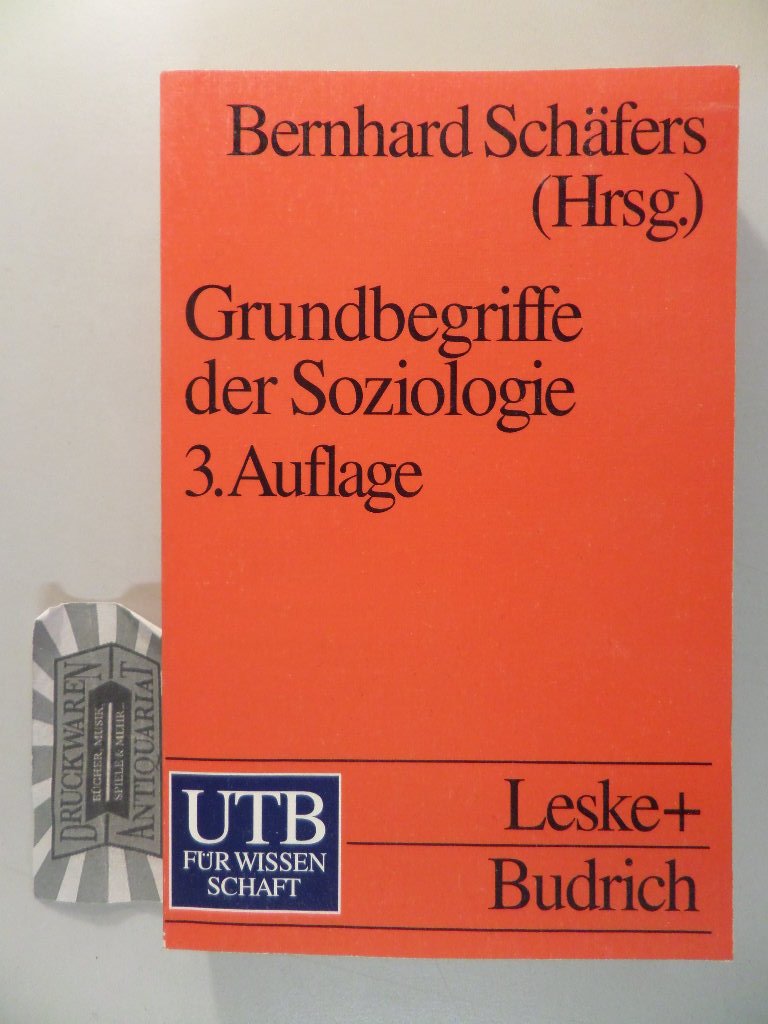 Bernhard Schäfers
(Hrsg.)
Grundbegriffe
der Soziologie
3. Auflage
UTB
FÜR WISSEN
SCHAFT
Leske+
Budrich
DRUCKWAREN
BÜCHER, MUSIK,
SPIELE & MEHR...
ANTIQUARIAT